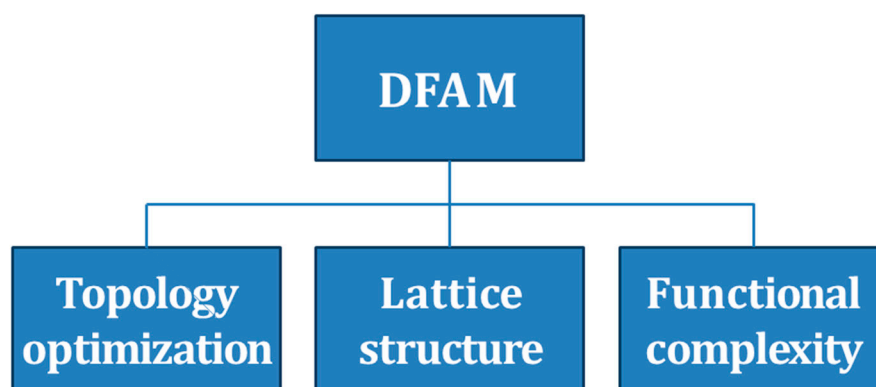 DFAM
Topology
optimization
Lattice
structure
Functional
complexity